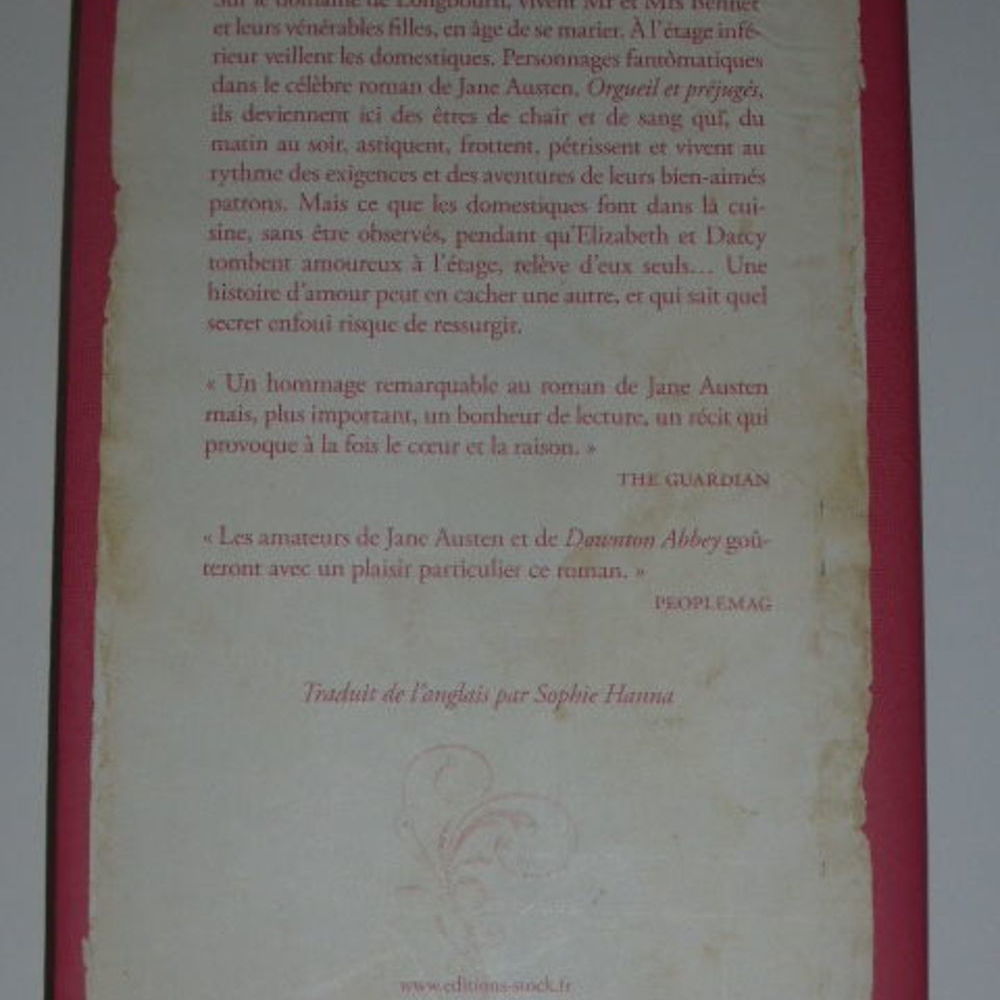 Sur le domaine de Longbourn, vivent Mr et Mrs Bennet
et leurs vénérables filles, en âge de se marier. À l'étage infé-
rieur veillent les domestiques. Personnages fantômatiques
dans le célèbre roman de Jane Austen, Orgueil et préjugés,
ils deviennent ici des êtres de chair et de sang qui, du
matin au soir, astiquent, frottent, pétrissent et vivent au
rythme des exigences et des aventures de leurs bien-aimés
patrons. Mais ce que les domestiques font dans la cui-
sine, sans être observés, pendant qu'Elizabeth et Darcy
tombent amoureux à l'étage, relève d'eux seuls... Une
histoire d'amour peut en cacher une autre, et qui sait quel
secret enfoui risque de ressurgir.
« Un hommage remarquable au roman de Jane Austen
mais, plus important, un bonheur de lecture, un récit qui
provoque à la fois le cœur et la raison. »
THE GUARDIAN
« Les amateurs de Jane Austen et de Downton Abbey goû-
teront avec un plaisir particulier ce roman. »
PEOPLEMAG
Traduit de l'anglais par Sophie Hanna
www.editions-stock.fr